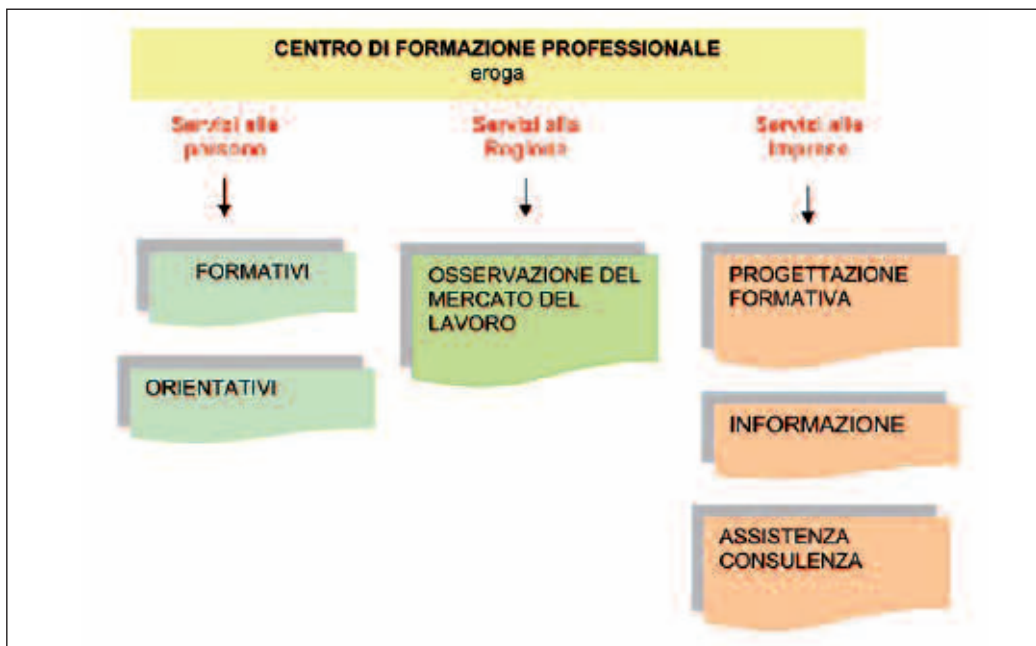 CENTRO DI FORMAZIONE PROFESSIONALE
eroga
Servizi alle
persone
Servizi alla
Regione
Servizi alle
Imprese
FORMATIVI
ORIENTATIVI
OSSERVAZIONE DEL
MERCATO DEL
LAVORO
PROGETTAZIONE
FORMATIVA
INFORMAZIONE
ASSISTENZA
CONSULENZA